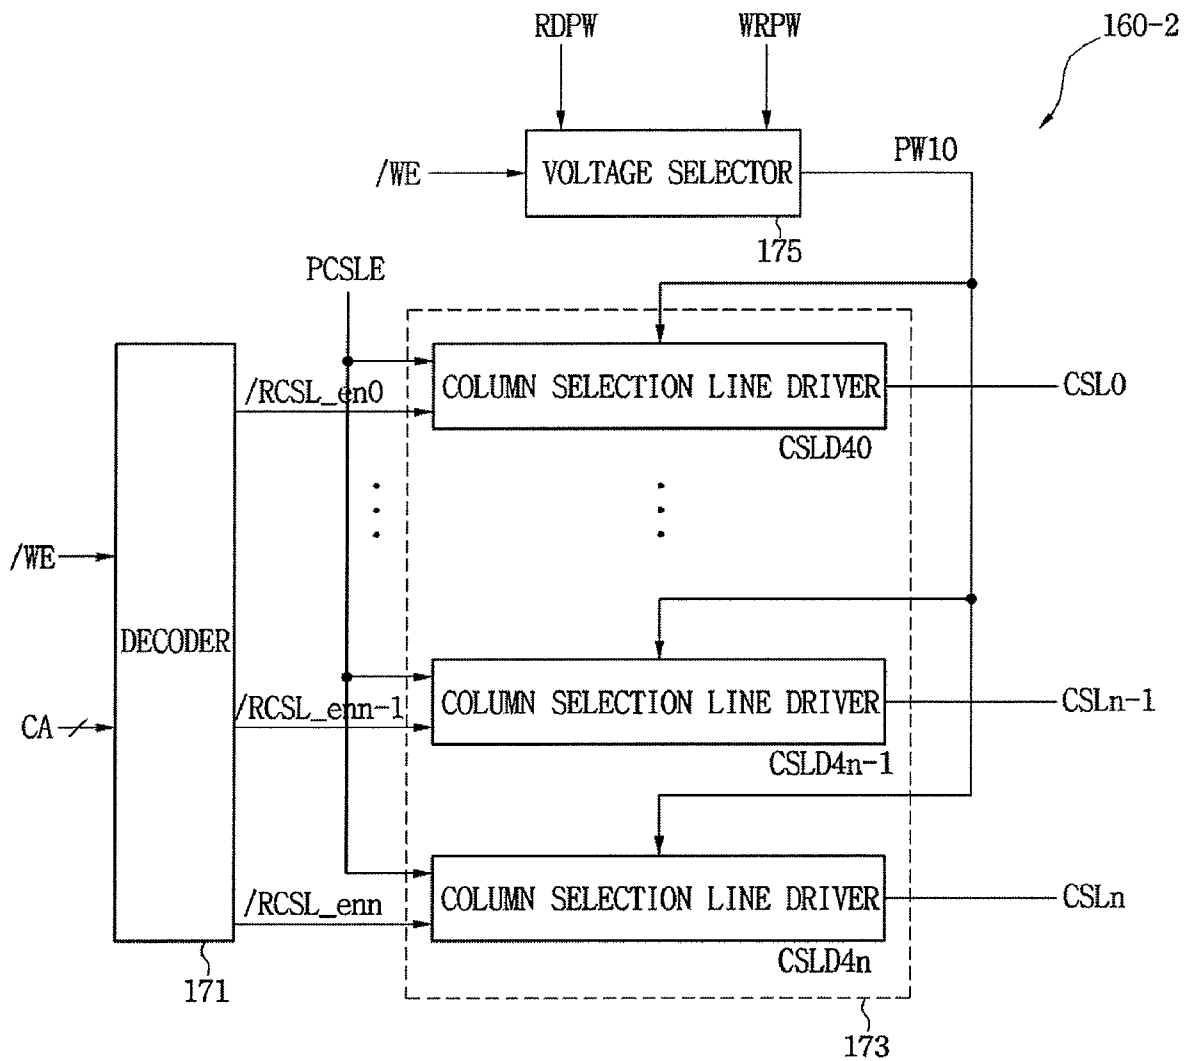 RDPW
WRPW
160-2
/WE
VOLTAGE SELECTOR
PW10
175
PCSLE
/RCSL_en0
COLUMN SELECTION LINE DRIVER
CSL0
CSLD40
/WE
DECODER
CA
/RCSL_enn-1
COLUMN SELECTION LINE DRIVER
CSLn-1
CSLD4n-1
/RCSL_enn
COLUMN SELECTION LINE DRIVER
CSLn
CSLD4n
171
173